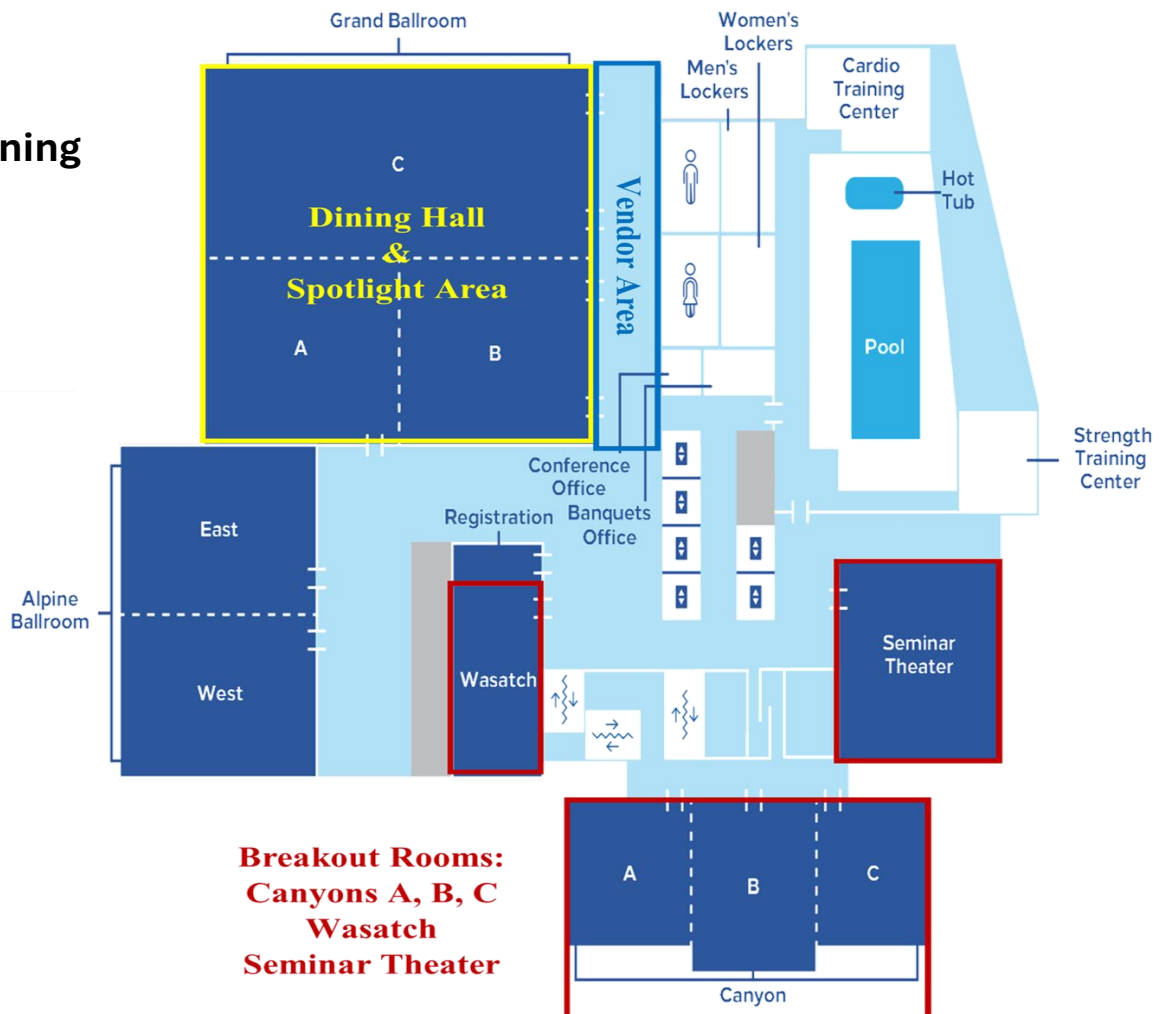 Grand Ballroom
Women's
Lockers
Men's
Lockers
Cardio
Training
Center
ning
C
Hot
Tub
Dining Hall
&
Spotlight Area
Vendor Area
A
B
Pool
Conference
Office
Banquets
Office
Strength
Training
Center
Registration
East
Alpine
Ballroom
West
Wasatch
Seminar
Theater
Breakout Rooms:
Canyons A, B, C
Wasatch
Seminar Theater
A
B
C
Canyon